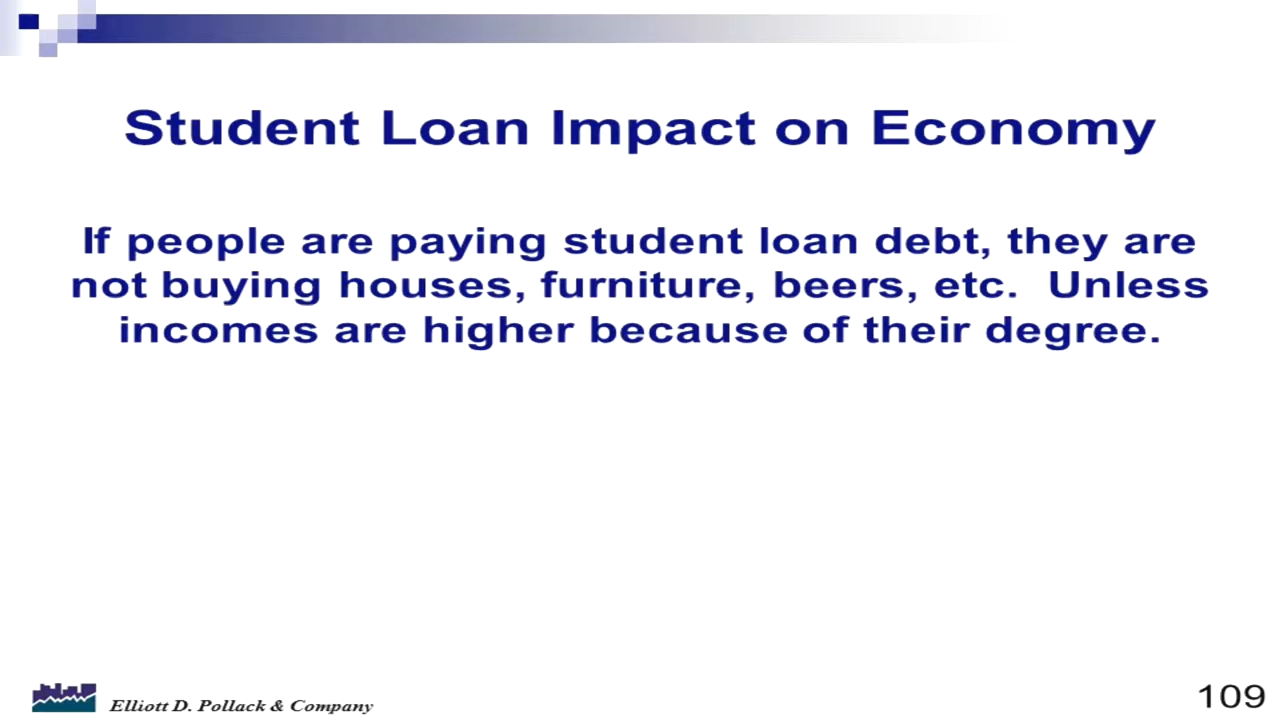 Student Loan Impact on Economy
If people are paying student loan debt, they are
not buying houses, furniture, beers, etc.  Unless
incomes are higher because of their degree.
Elliott D. Pollack & Company
109